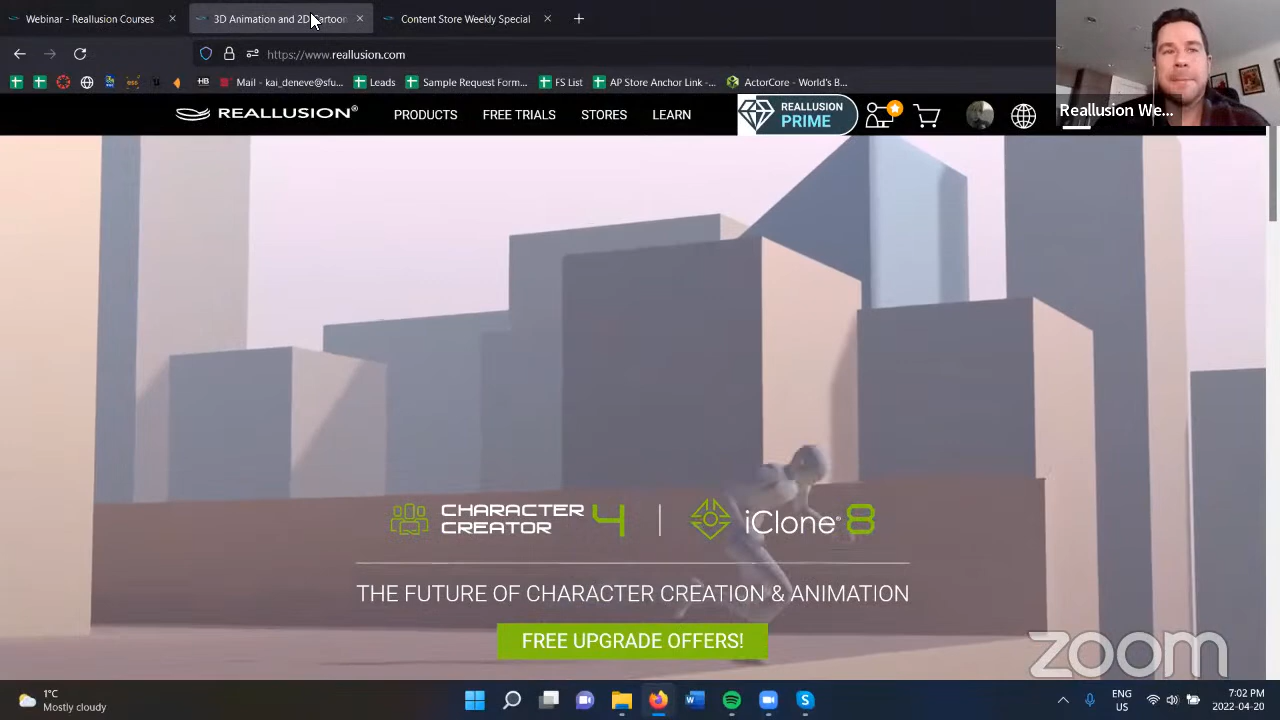 Webinar - Reallusion Courses
3D Animation and 2D Cartoon
Content Store Weekly Special
https://www.reallusion.com
HB
Mail - kai_deneve@sfu...
Leads
Sample Request Form...
FS List
AP Store Anchor Link -...
ActorCore - World's B...
REALLUSION®
PRODUCTS
FREE TRIALS
STORES
LEARN
REALLUSION
PRIME
Reallusion We...
CHARACTER
CREATOR 4
iClone® 8
THE FUTURE OF CHARACTER CREATION & ANIMATION
FREE UPGRADE OFFERS!
zoom
1°C
Mostly cloudy
ENG
US
7:02 PM
2022-04-20